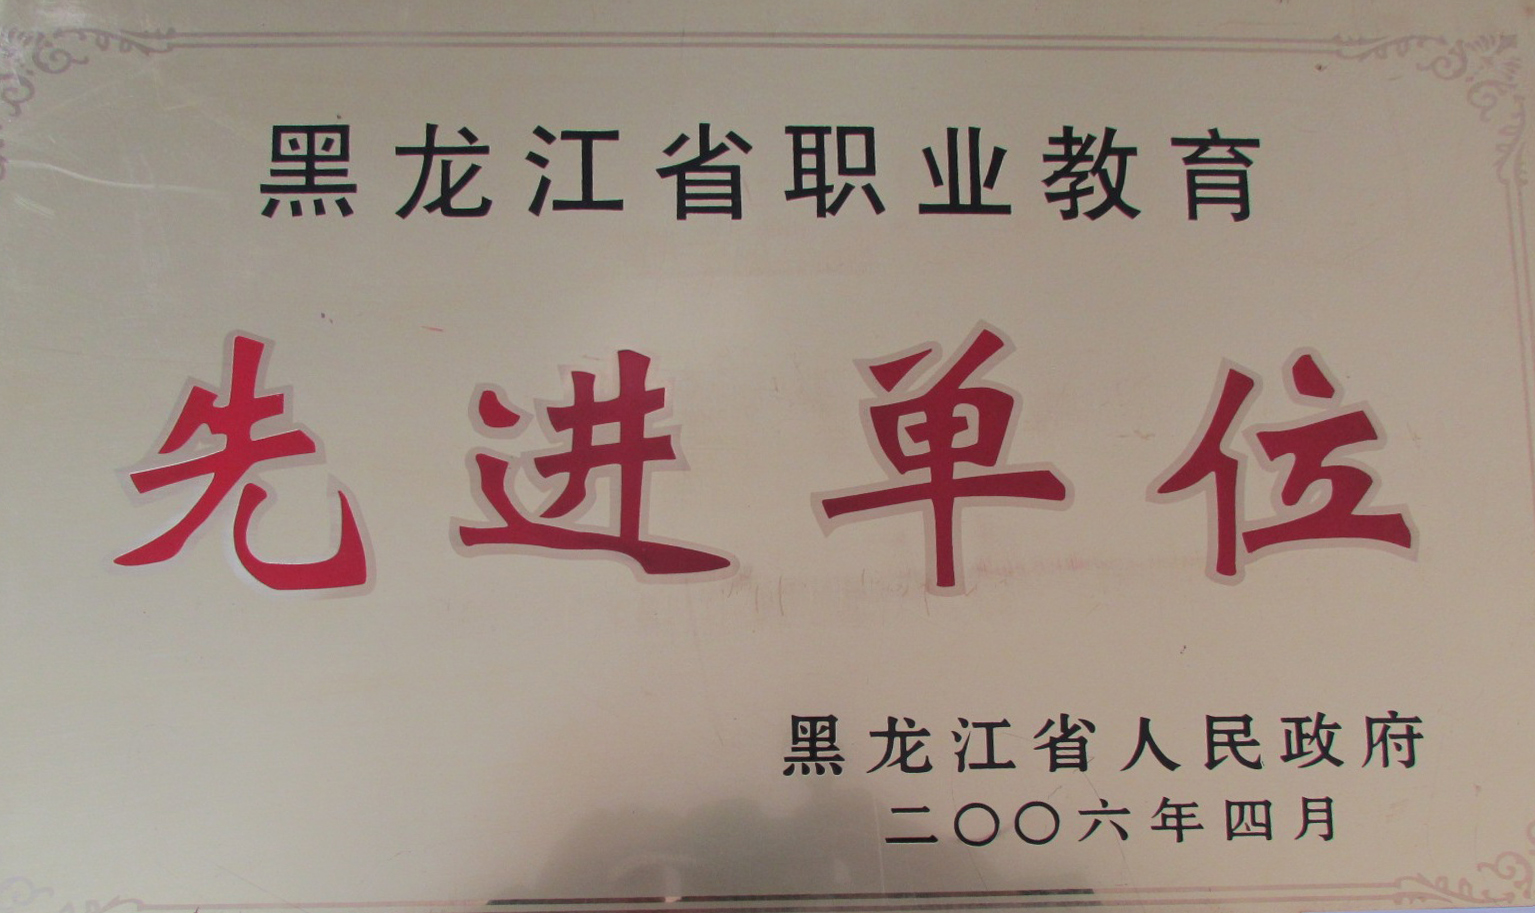 黑龙江省职业教育
先进单位
黑龙江省人民政府
二〇〇六年四月